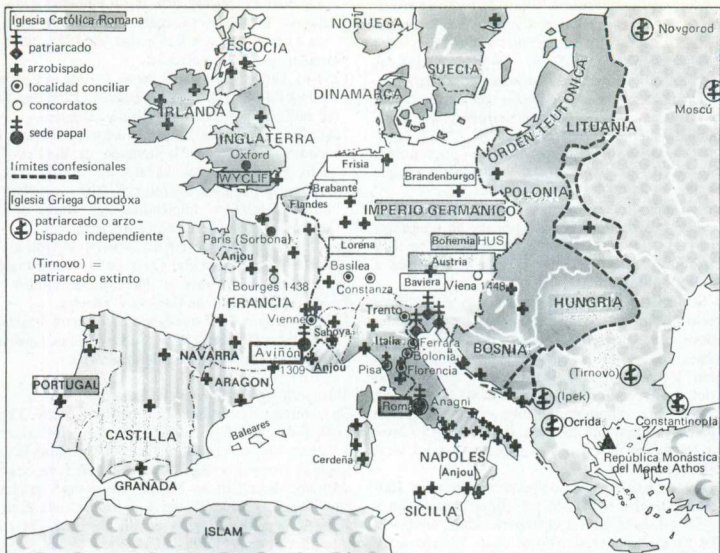 Iglesia Católica Romana
patriarcado
arzobispado
localidad conciliar
concordatos
sede papal
límites confesionales
Iglesia Griega Ortodoxa
patriarcado o arzo-
bispado independiente
(Tirnovo) =
patriarcado extinto
NORUEGA
SUECIA
DINAMARCA
ESCOCIA
IRLANDA
INGLATERRA
Oxford
WYCLIF
Novgorod
Moscú
LITUANIA
ORDEN TEUTONICA
POLONIA
Frisia
Brabante
Flandes
Brandenburgo
IMPERIO GERMANICO
Lorena
Bohemia HUS
Austria
Baviera
Viena 1448
Basilea
Constanza
París (Sorbona)
Anjou
Bourges 1438
FRANCIA
Vienne
Saboya
Trento
Italia
Ferrara
Bolonia
Pisa
Florencia
HUNGRIA
BOSNIA
Aviñón
1309
Anjou
NAVARRA
ARAGON
PORTUGAL
CASTILLA
GRANADA
Baleares
Roma
Anagni
Cerdeña
NAPOLES
(Anjou)
SICILIA
(Tirnovo)
(Ipek)
Ocrida
Constantinopla
República Monástica
del Monte Athos
ISLAM